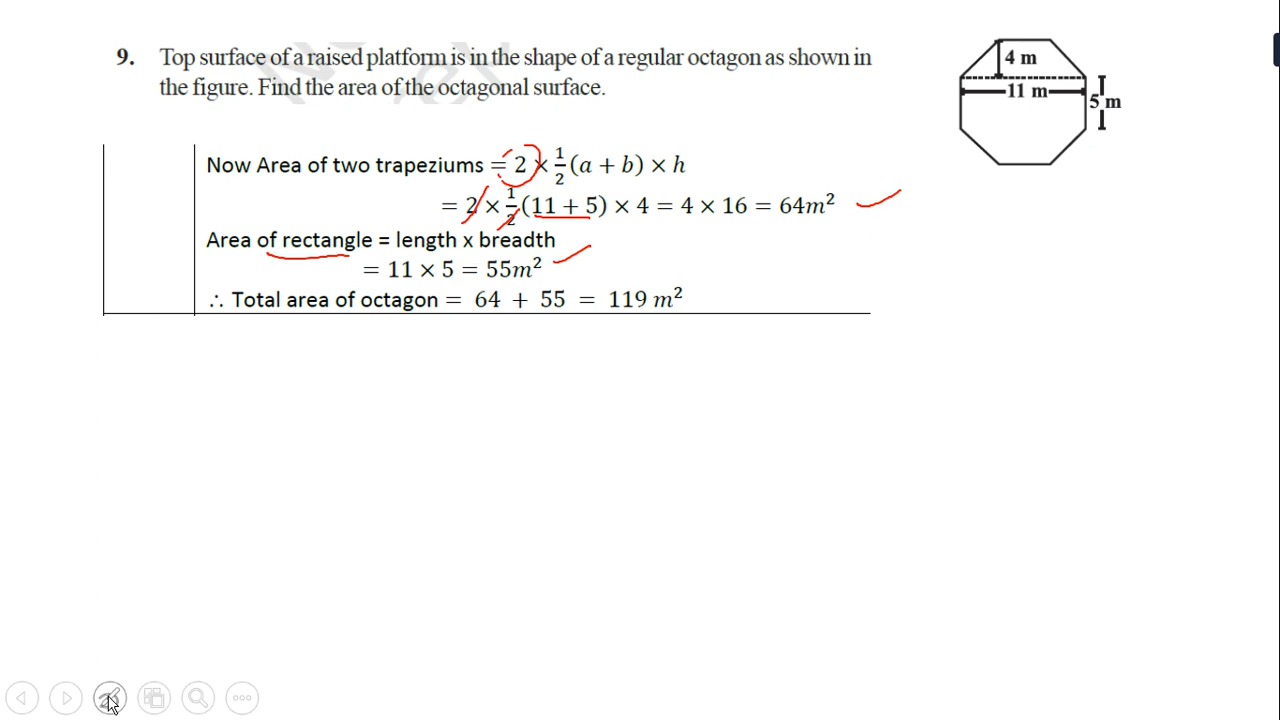 9. Top surface of a raised platform is in the shape of a regular octagon as shown in
the figure. Find the area of the octagonal surface.
4 m
11 m
5 m
Now Area of two trapeziums = 2 × 1/2 (a + b) × h
= 2 × 1/2 (11 + 5) × 4 = 4 × 16 = 64m²
Area of rectangle = length x breadth
= 11 × 5 = 55m²
∴ Total area of octagon = 64 + 55 = 119 m²